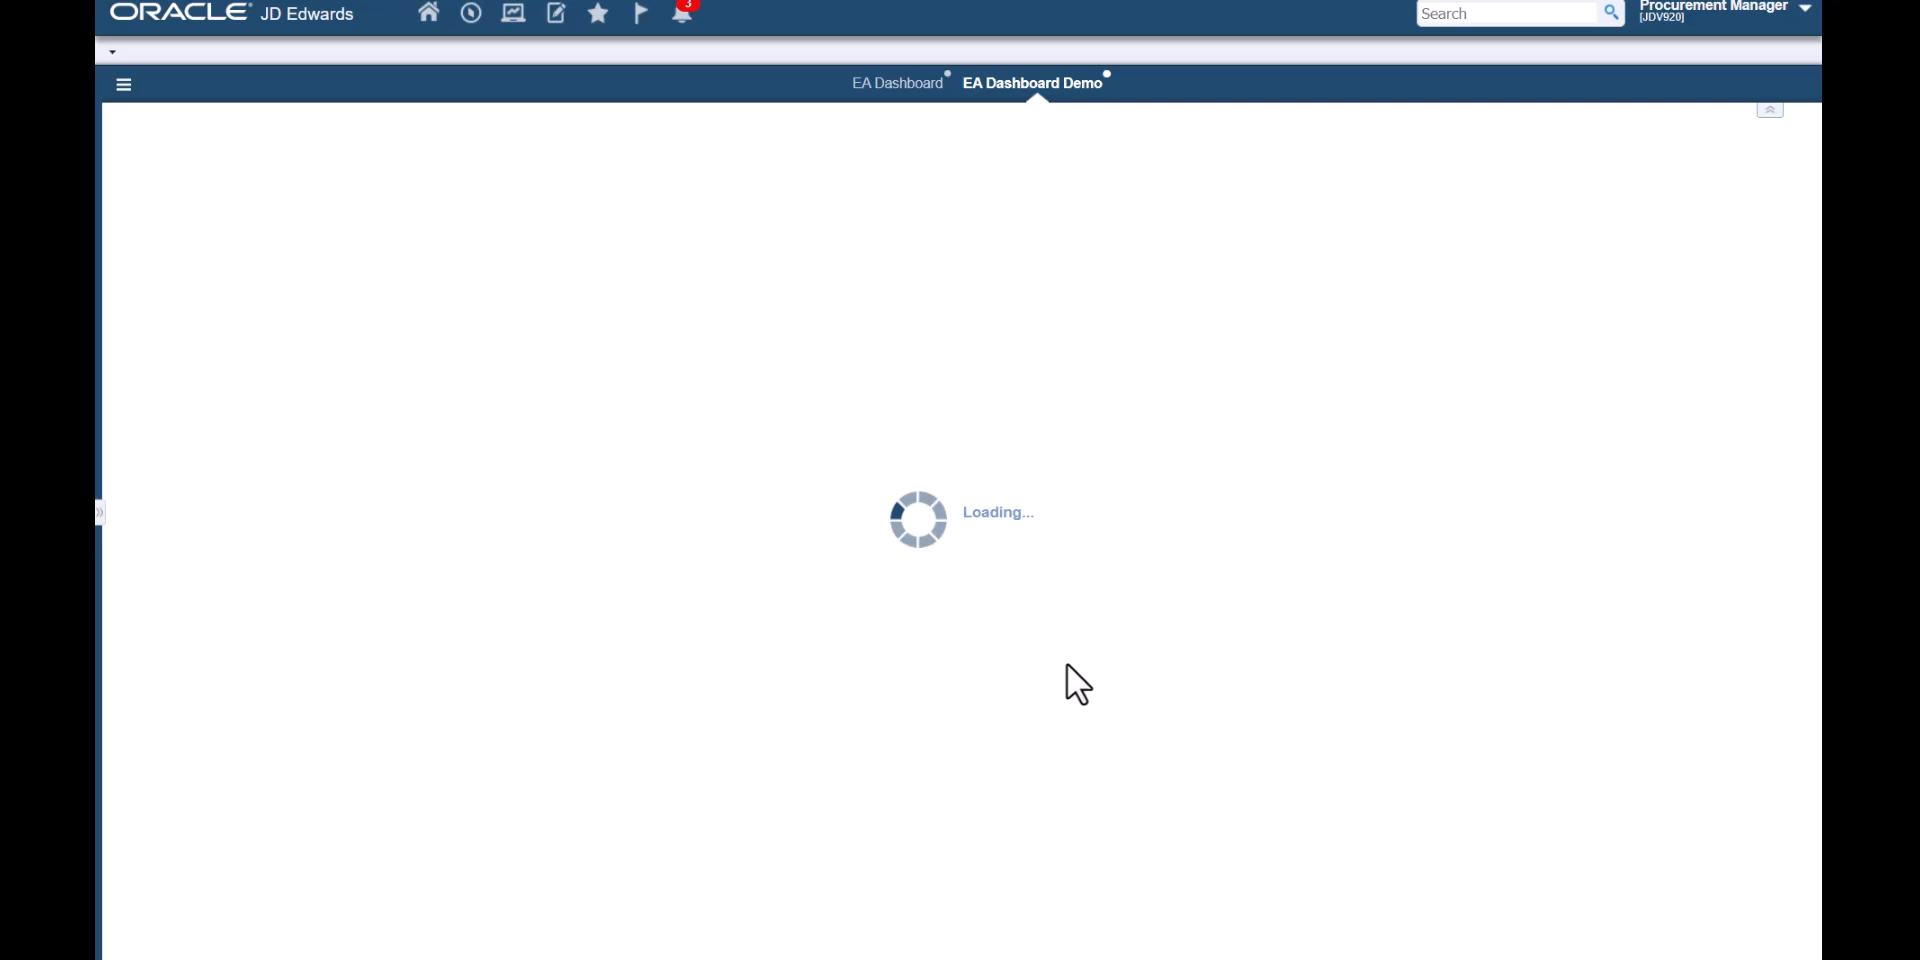 ORACLE JD Edwards
3
Search
Procurement Manager
[JDV920]
EA Dashboard
EA Dashboard Demo
Loading...